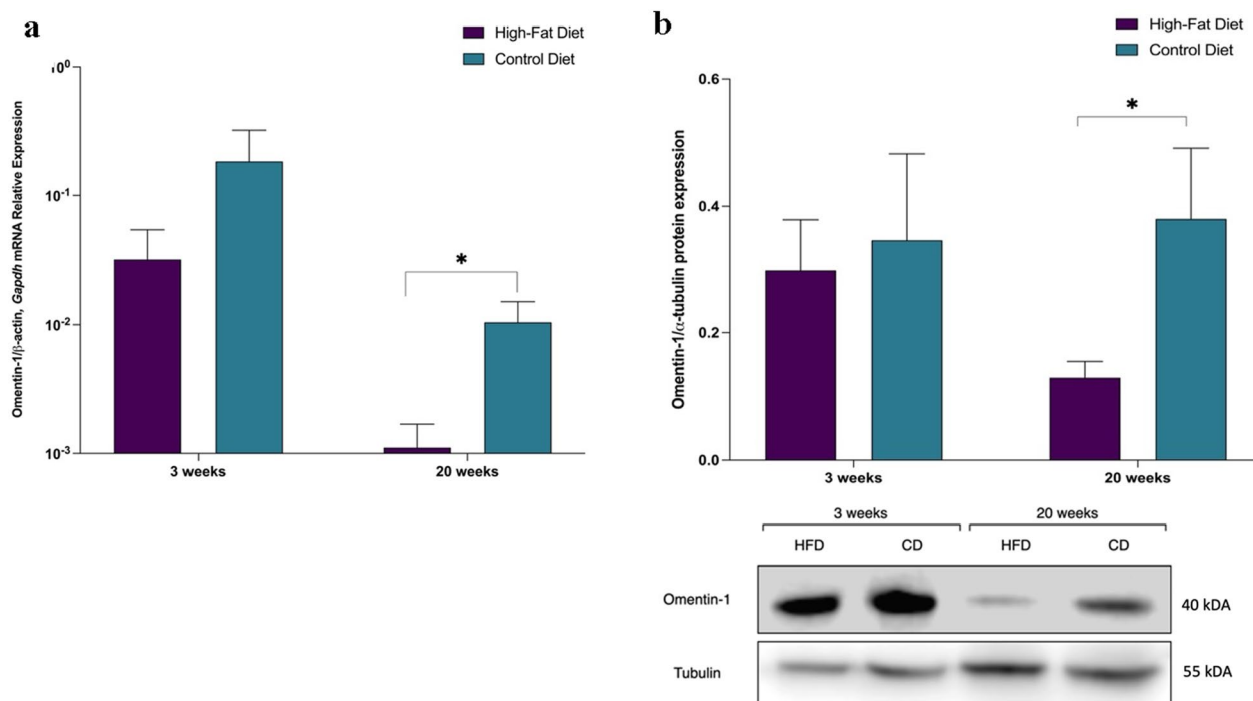 a
High-Fat Diet
Control Diet
10⁰
10⁻¹
10⁻²
10⁻³
Omentin-1/β-actin, Gapdh mRNA Relative Expression
*
3 weeks
20 weeks
b
High-Fat Diet
Control Diet
0.6
0.4
0.2
0.0
Omentin-1/α-tubulin protein expression
*
3 weeks
20 weeks
3 weeks
20 weeks
HFD
CD
HFD
CD
Omentin-1
40 kDA
Tubulin
55 kDA